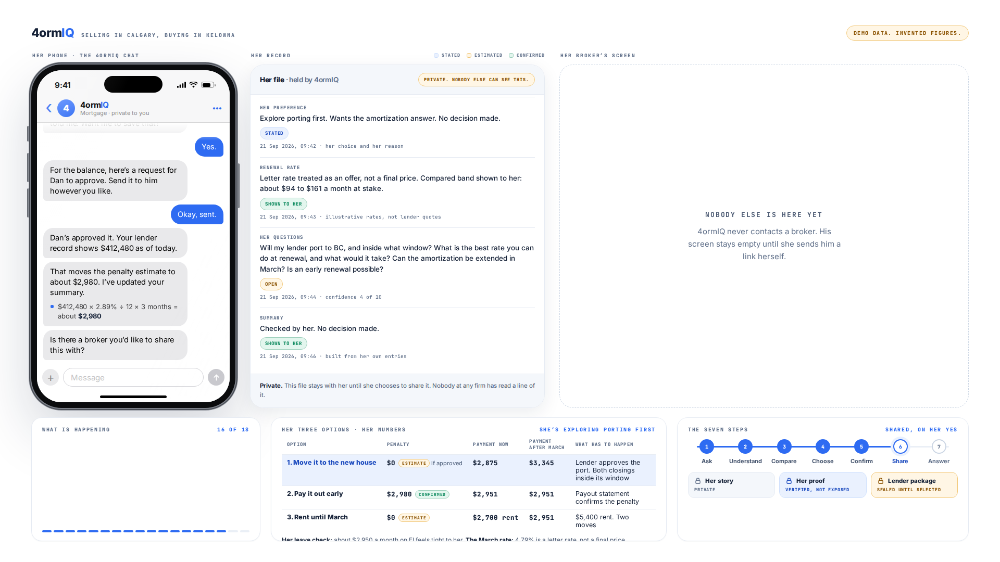 4ormIQ SELLING IN CALGARY, BUYING IN KELOWNA
DEMO DATA. INVENTED FIGURES.
HER PHONE · THE 4ORMIQ CHAT
9:41
4
4ormIQ
Mortgage · private to you
told me. Want me to save that?
Yes.
For the balance, here’s a request for
Dan to approve. Send it to him
however you like.
Okay, sent.
Dan’s approved it. Your lender
record shows $412,480 as of today.
That moves the penalty estimate to
about $2,980. I’ve updated your
summary.
$412,480 × 2.89% ÷ 12 × 3 months =
about $2,980
Is there a broker you’d like to share
this with?
Message
HER RECORD
STATED ESTIMATED CONFIRMED
Her file · held by 4ormIQ
PRIVATE. NOBODY ELSE CAN SEE THIS.
HER PREFERENCE
Explore porting first. Wants the amortization answer. No decision made.
STATED
21 Sep 2026, 09:42 · her choice and her reason
RENEWAL RATE
Letter rate treated as an offer, not a final price. Compared band shown to her:
about $94 to $161 a month at stake.
SHOWN TO HER
21 Sep 2026, 09:43 · illustrative rates, not lender quotes
HER QUESTIONS
Will my lender port to BC, and inside what window? What is the best rate you can
do at renewal, and what would it take? Can the amortization be extended in
March? Is an early renewal possible?
OPEN
21 Sep 2026, 09:44 · confidence 4 of 10
SUMMARY
Checked by her. No decision made.
SHOWN TO HER
21 Sep 2026, 09:46 · built from her own entries
Private. This file stays with her until she chooses to share it. Nobody at any firm has read a line of
it.
HER BROKER’S SCREEN
NOBODY ELSE IS HERE YET
4ormIQ never contacts a broker. His
screen stays empty until she sends him a
link herself.
WHAT IS HAPPENING
16 OF 18
HER THREE OPTIONS · HER NUMBERS
SHE’S EXPLORING PORTING FIRST
OPTION PENALTY PAYMENT NOW PAYMENT AFTER MARCH WHAT HAS TO HAPPEN
1. Move it to the new house $0 ESTIMATE if approved $2,875 $3,345 Lender approves the
port. Both closings
inside its window
2. Pay it out early $2,980 CONFIRMED $2,951 $2,951 Payout statement
confirms the penalty
3. Rent until March $0 ESTIMATE $2,700 rent $2,951 $5,400 rent. Two
moves
Her leave check: about $2,950 a month on EI feels tight to her. The March rate: 4.79% is a letter rate, not a final price.
THE SEVEN STEPS
SHARED, ON HER YES
1 2 3 4 5 6 7
Ask Understand Compare Choose Confirm Share Answer
Her story
PRIVATE
Her proof
VERIFIED, NOT EXPOSED
Lender package
SEALED UNTIL SELECTED